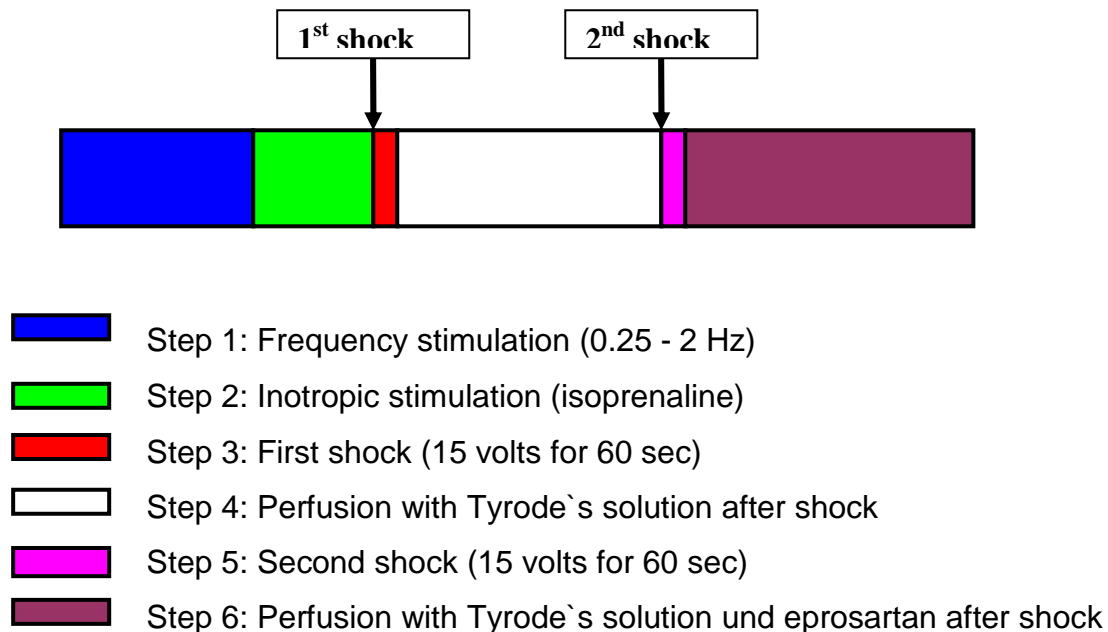 1st shock
2nd shock
Step 1: Frequency stimulation (0.25 - 2 Hz)
Step 2: Inotropic stimulation (isoprenaline)
Step 3: First shock (15 volts for 60 sec)
Step 4: Perfusion with Tyrode`s solution after shock
Step 5: Second shock (15 volts for 60 sec)
Step 6: Perfusion with Tyrode`s solution und eprosartan after shock